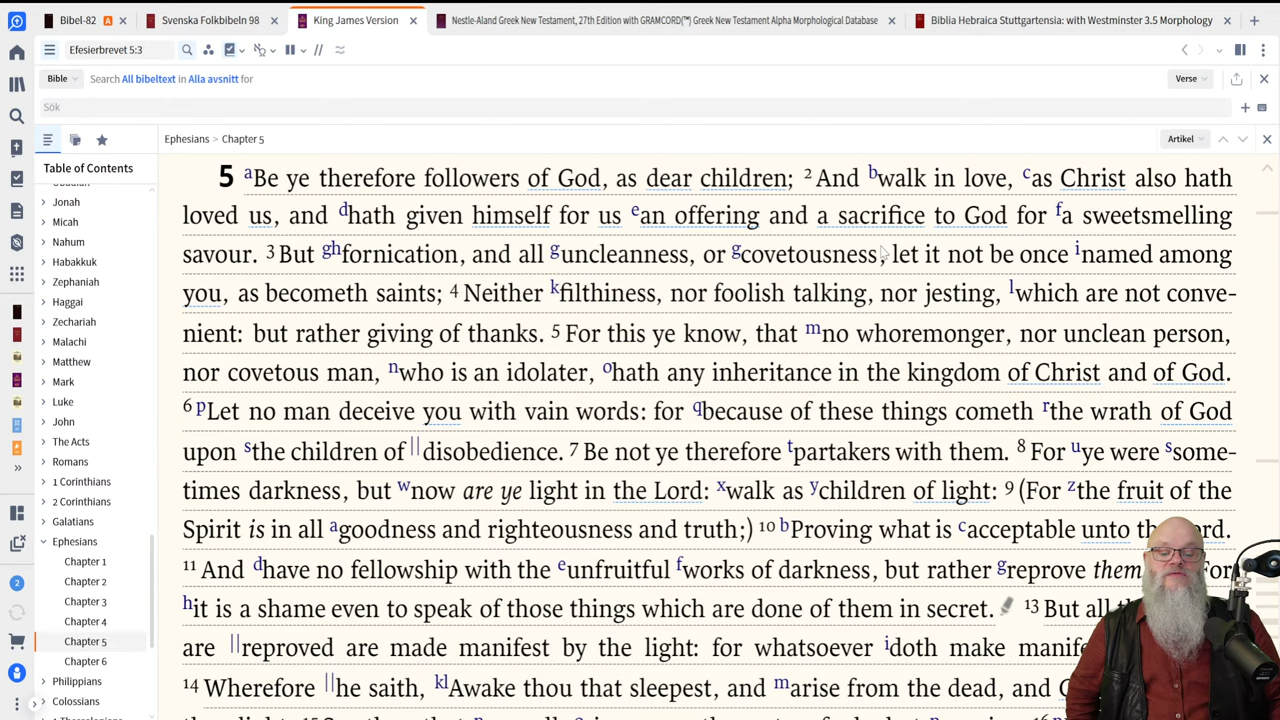 Bibel-82 A
Svenska Folkbibeln 98
King James Version
Nestle-Aland Greek New Testament, 27th Edition with GRAMCORD(™) Greek New Testament Alpha Morphological Database
Biblia Hebraica Stuttgartensia: with Westminster 3.5 Morphology
Efesierbrevet 5:3
Bible
Search All bibeltext in Alla avsnitt for
Verse
Sök
Ephesians > Chapter 5
Artikel
Table of Contents
Obadiah
Jonah
Micah
Nahum
Habakkuk
Zephaniah
Haggai
Zechariah
Malachi
Matthew
Mark
Luke
John
The Acts
Romans
1 Corinthians
2 Corinthians
Galatians
Ephesians
Chapter 1
Chapter 2
Chapter 3
Chapter 4
Chapter 5
Chapter 6
Philippians
Colossians
1 Thessalonians
2
5 aBe ye therefore followers of God, as dear children; 2 And bwalk in love, cas Christ also hath
loved us, and dhath given himself for us ean offering and a sacrifice to God for fa sweetsmelling
savour. 3 But ghfornication, and all guncleanness, or gcovetousness, let it not be once inamed among
you, as becometh saints; 4 Neither kfilthiness, nor foolish talking, nor jesting, lwhich are not conve-
nient: but rather giving of thanks. 5 For this ye know, that mno whoremonger, nor unclean person,
nor covetous man, nwho is an idolater, ohath any inheritance in the kingdom of Christ and of God.
6 pLet no man deceive you with vain words: for qbecause of these things cometh rthe wrath of God
upon sthe children of ||disobedience. 7 Be not ye therefore tpartakers with them. 8 For uye were ssome-
times darkness, but wnow are ye light in the Lord: xwalk as ychildren of light: 9 (For zthe fruit of the
Spirit is in all agoodness and righteousness and truth;) 10 bProving what is cacceptable unto the Lord.
11 And dhave no fellowship with the eunfruitful fworks of darkness, but rather greprove them For
hit is a shame even to speak of those things which are done of them in secret. 13 But all
are ||reproved are made manifest by the light: for whatsoever idoth make
14 Wherefore ||he saith, klAwake thou that sleepest, and marise from the dead, and